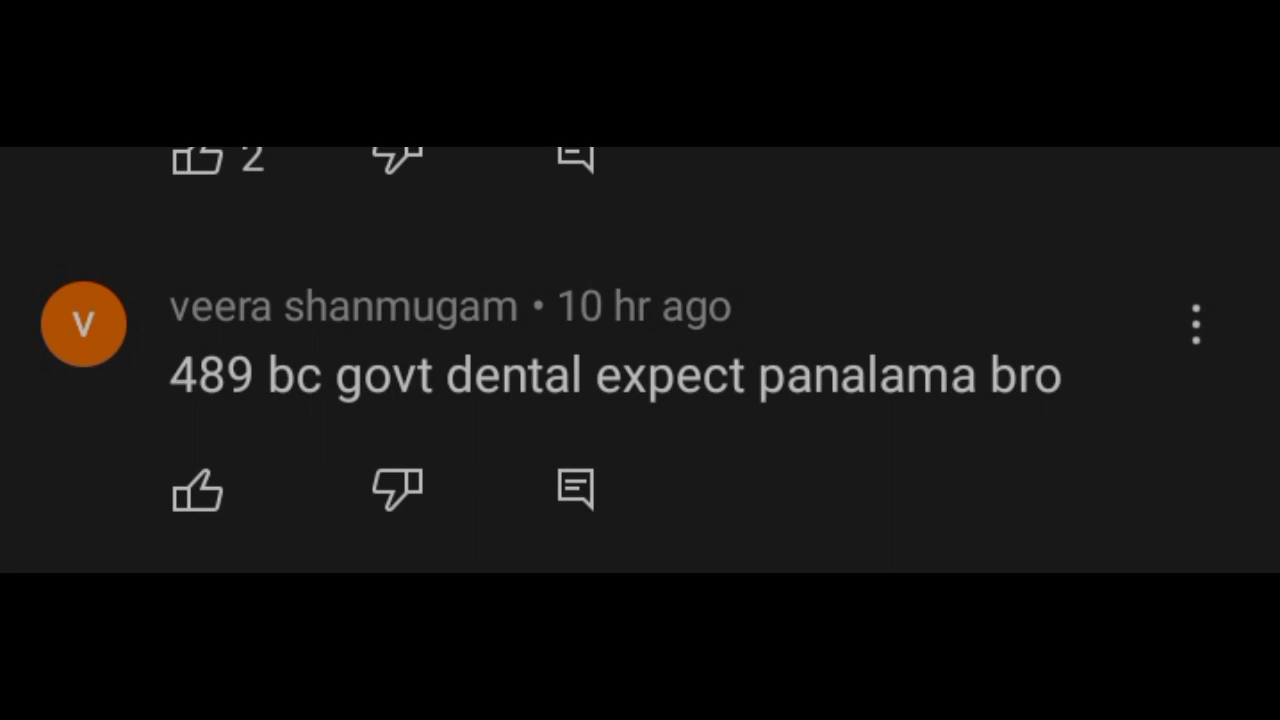 2
V
veera shanmugam • 10 hr ago
489 bc govt dental expect panalama bro